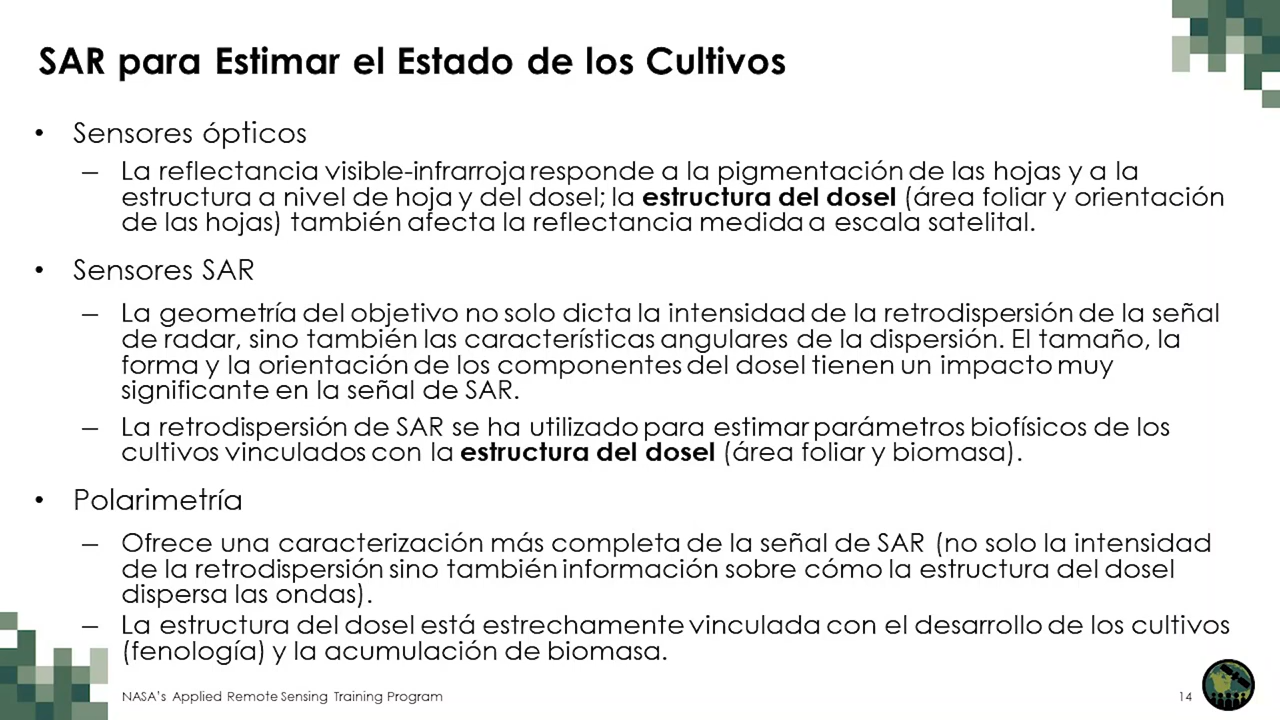 SAR para Estimar el Estado de los Cultivos
• Sensores ópticos
– La reflectancia visible-infrarroja responde a la pigmentación de las hojas y a la
estructura a nivel de hoja y del dosel; la estructura del dosel (área foliar y orientación
de las hojas) también afecta la reflectancia medida a escala satelital.
• Sensores SAR
– La geometría del objetivo no solo dicta la intensidad de la retrodispersión de la señal
de radar, sino también las características angulares de la dispersión. El tamaño, la
forma y la orientación de los componentes del dosel tienen un impacto muy
significante en la señal de SAR.
– La retrodispersión de SAR se ha utilizado para estimar parámetros biofísicos de los
cultivos vinculados con la estructura del dosel (área foliar y biomasa).
• Polarimetría
– Ofrece una caracterización más completa de la señal de SAR (no solo la intensidad
de la retrodispersión sino también información sobre cómo la estructura del dosel
dispersa las ondas).
– La estructura del dosel está estrechamente vinculada con el desarrollo de los cultivos
(fenología) y la acumulación de biomasa.
NASA's Applied Remote Sensing Training Program
14